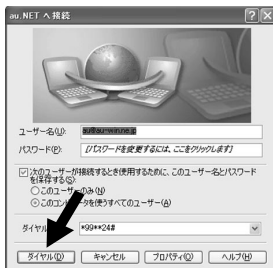 au.NET へ接続
ユーザー名(U): au@au-win.ne.jp
パスワード(P): [パスワードを変更するには、ここをクリックします]
次のユーザーが接続するとき使用するために、このユーザー名とパスワード
を保存する(S):
このユーザーのみ(N)
このコンピュータを使うすべてのユーザー(A)
ダイヤル *99**24#
ダイヤル(D) キャンセル プロパティ(O) ヘルプ(H)